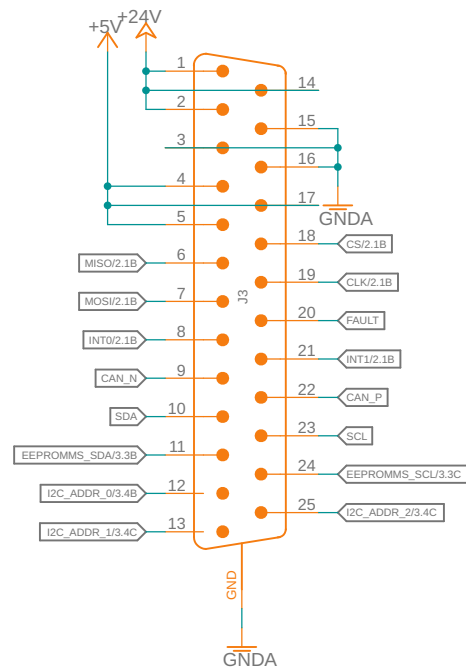 +24V
+5V
1
14
2
15
3
16
4
17
5
GNDA
18
CS/2.1B
6
MISO/2.1B
19
CLK/2.1B
7
MOSI/2.1B
J3
20
FAULT
8
INT0/2.1B
21
INT1/2.1B
9
CAN_N
22
CAN_P
10
SDA
23
SCL
11
EEPROMMS_SDA/3.3B
24
EEPROMMS_SCL/3.3C
12
I2C_ADDR_0/3.4B
25
I2C_ADDR_2/3.4C
13
I2C_ADDR_1/3.4C
GND
GNDA